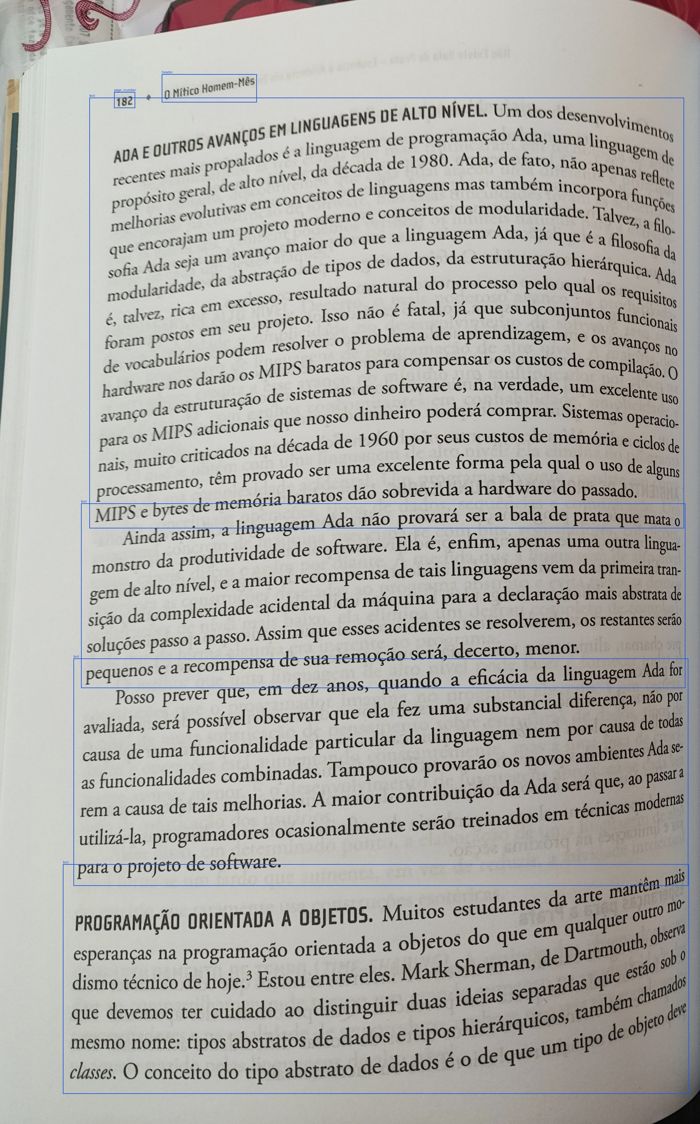 182 • O Mítico Homem-Mês
ADA E OUTROS AVANÇOS EM LINGUAGENS DE ALTO NÍVEL. Um dos desenvolvimentos
recentes mais propalados é a linguagem de programação Ada, uma linguagem de
propósito geral, de alto nível, da década de 1980. Ada, de fato, não apenas reflete
melhorias evolutivas em conceitos de linguagens mas também incorpora funções
que encorajam um projeto moderno e conceitos de modularidade. Talvez, a filo-
sofia Ada seja um avanço maior do que a linguagem Ada, já que é a filosofia da
modularidade, da abstração de tipos de dados, da estruturação hierárquica. Ada
é, talvez, rica em excesso, resultado natural do processo pelo qual os requisitos
foram postos em seu projeto. Isso não é fatal, já que subconjuntos funcionais
de vocabulários podem resolver o problema de aprendizagem, e os avanços no
hardware nos darão os MIPS baratos para compensar os custos de compilação. O
avanço da estruturação de sistemas de software é, na verdade, um excelente uso
para os MIPS adicionais que nosso dinheiro poderá comprar. Sistemas operacio-
nais, muito criticados na década de 1960 por seus custos de memória e ciclos de
processamento, têm provado ser uma excelente forma pela qual o uso de alguns
MIPS e bytes de memória baratos dão sobrevida a hardware do passado.
Ainda assim, a linguagem Ada não provará ser a bala de prata que mata o
monstro da produtividade de software. Ela é, enfim, apenas uma outra lingua-
gem de alto nível, e a maior recompensa de tais linguagens vem da primeira tran-
sição da complexidade acidental da máquina para a declaração mais abstrata de
soluções passo a passo. Assim que esses acidentes se resolverem, os restantes serão
pequenos e a recompensa de sua remoção será, decerto, menor.
Posso prever que, em dez anos, quando a eficácia da linguagem Ada for
avaliada, será possível observar que ela fez uma substancial diferença, não por
causa de uma funcionalidade particular da linguagem nem por causa de todas
as funcionalidades combinadas. Tampouco provarão os novos ambientes Ada se-
rem a causa de tais melhorias. A maior contribuição da Ada será que, ao passar a
utilizá-la, programadores ocasionalmente serão treinados em técnicas modernas
para o projeto de software.
PROGRAMAÇÃO ORIENTADA A OBJETOS. Muitos estudantes da arte mantêm mais
esperanças na programação orientada a objetos do que em qualquer outro mo-
dismo técnico de hoje.³ Estou entre eles. Mark Sherman, de Dartmouth, observa
que devemos ter cuidado ao distinguir duas ideias separadas que estão sob o
mesmo nome: tipos abstratos de dados e tipos hierárquicos, também chamados
classes. O conceito do tipo abstrato de dados é o de que um tipo de objeto deve